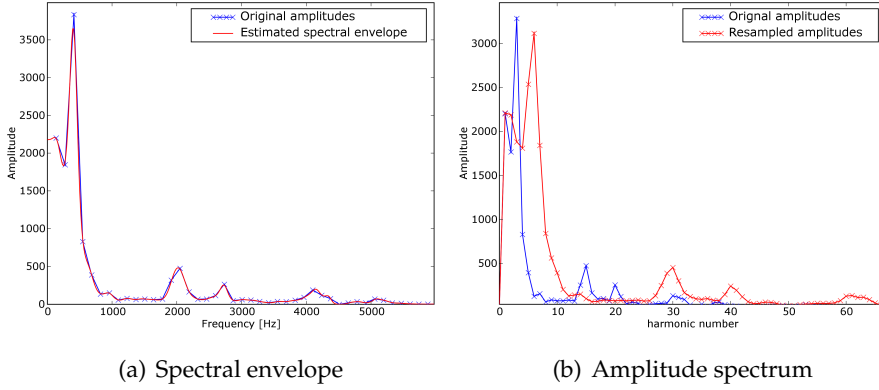 Original amplitudes
Estimated spectral envelope
Amplitude
3500
3000
2500
2000
1500
1000
500
0
0 1000 2000 3000 4000 5000
Frequency [Hz]
(a) Spectral envelope
Orignal amplitudes
Resampled amplitudes
Amplitude
3000
2500
2000
1500
1000
500
0 10 20 30 40 50 60
harmonic number
(b) Amplitude spectrum